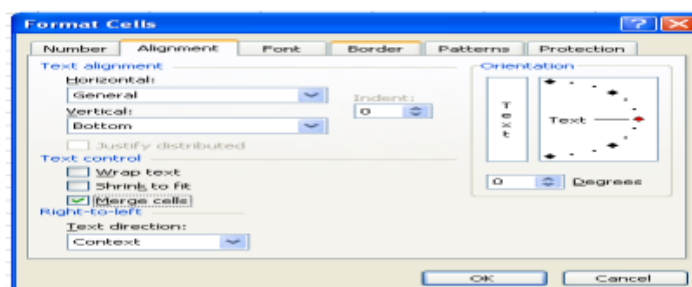 Format Cells
Number Alignment Font Border Patterns Protection
Text alignment
Horizontal:
General
Indent:
Vertical:
0
Bottom
Justify distributed
Text control
Wrap text
Shrink to fit
Merge cells
Right-to-left
Text direction:
Context
Orientation
Text
Text
0 Degrees
OK Cancel